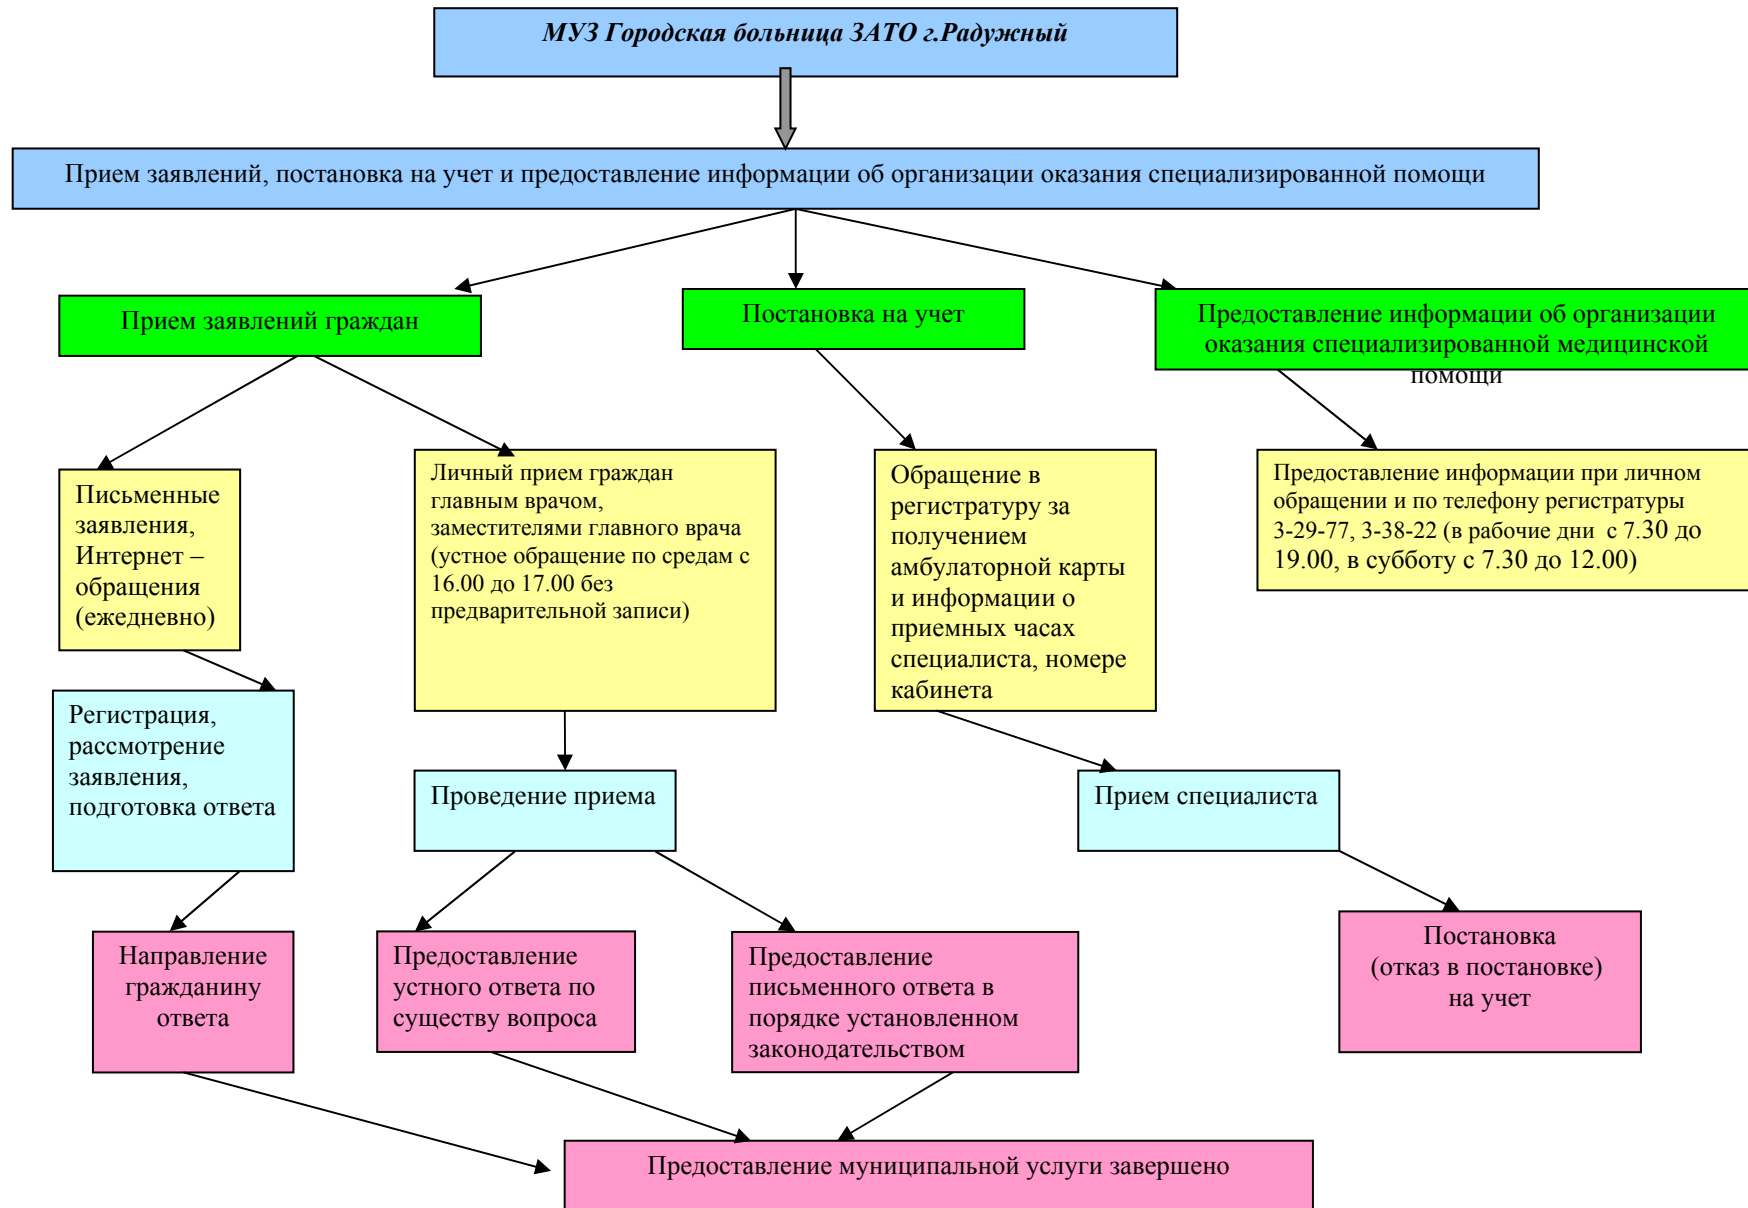 МУЗ Городская больница ЗАТО г.Радужный
Прием заявлений, постановка на учет и предоставление информации об организации оказания специализированной помощи
Прием заявлений граждан
Постановка на учет
Предоставление информации об организации
оказания специализированной медицинской
помощи
Письменные
заявления,
Интернет –
обращения
(ежедневно)
Личный прием граждан
главным врачом,
заместителями главного врача
(устное обращение по средам с
16.00 до 17.00 без
предварительной записи)
Обращение в
регистратуру за
получением
амбулаторной карты
и информации о
приемных часах
специалиста, номере
кабинета
Предоставление информации при личном
обращении и по телефону регистратуры
3-29-77, 3-38-22 (в рабочие дни с 7.30 до
19.00, в субботу с 7.30 до 12.00)
Регистрация,
рассмотрение
заявления,
подготовка ответа
Проведение приема
Прием специалиста
Направление
гражданину
ответа
Предоставление
устного ответа по
существу вопроса
Предоставление
письменного ответа в
порядке установленном
законодательством
Постановка
(отказ в постановке)
на учет
Предоставление муниципальной услуги завершено